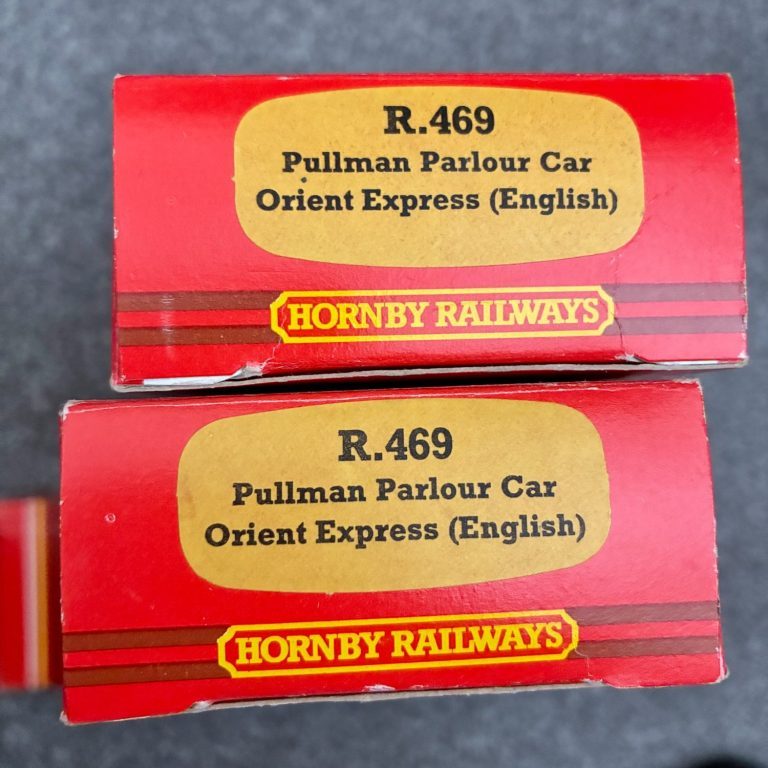 R.469
Pullman Parlour Car
Orient Express (English)
HORNBY RAILWAYS
R.469
Pullman Parlour Car
Orient Express (English)
HORNBY RAILWAYS